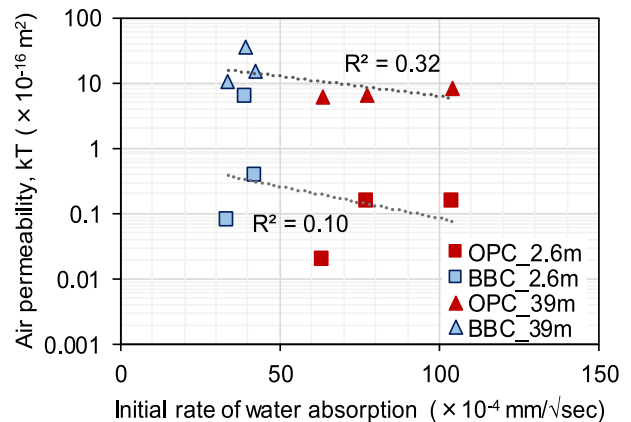 Air permeability, kT (×10⁻¹⁶ m²)
100
10
1
0.1
0.01
0.001
R² = 0.32
R² = 0.10
OPC_2.6m
BBC_2.6m
OPC_39m
BBC_39m
0 50 100 150
Initial rate of water absorption (×10⁻⁴ mm/√sec)